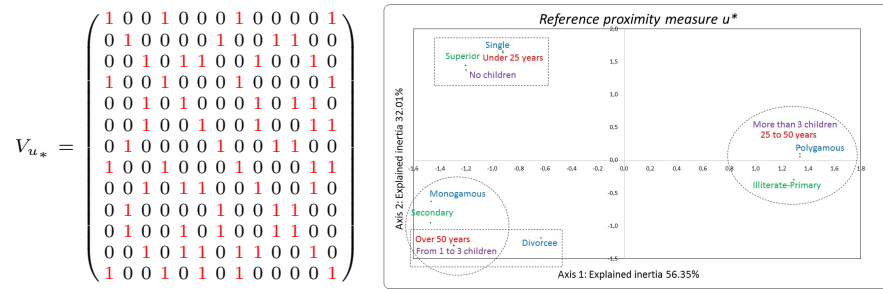 V_{u_*} =
1 0 0 1 0 0 0 1 0 0 0 0 1
0 1 0 0 0 0 1 0 0 1 1 0 0
0 0 1 0 1 1 0 0 1 0 0 1 0
1 0 0 1 0 0 0 1 0 0 0 0 1
0 0 1 0 1 0 0 0 1 0 1 1 0
0 0 1 0 0 1 0 0 1 0 0 1 1
0 1 0 0 0 0 1 0 0 1 1 0 0
1 0 0 1 0 0 0 1 0 0 0 1 1
0 0 1 0 1 1 0 0 1 0 0 1 0
0 1 0 0 0 0 1 0 0 1 1 0 0
0 0 1 0 1 0 1 0 0 1 1 0 0
0 0 1 0 1 1 0 1 1 0 0 1 0
1 0 0 1 0 1 0 1 0 0 0 0 1
Reference proximity measure u*
2,0
1,5
1,0
0,5
0,0
-0,5
-1,0
-1,5
Single
Superior
Under 25 years
No children
More than 3 children
25 to 50 years
Polygamous
Illiterate-Primary
-1,6 -1,4 -1,2 -1,0 -0,8 -0,6 -0,4 -0,2 0,0 0,2 0,4 0,6 0,8 1,0 1,2 1,4 1,6 1,8
Monogamous
Secondary
Over 50 years
From 1 to 3 children
Divorcee
Axis 2: Explained inertia 32.01%
Axis 1: Explained inertia 56.35%